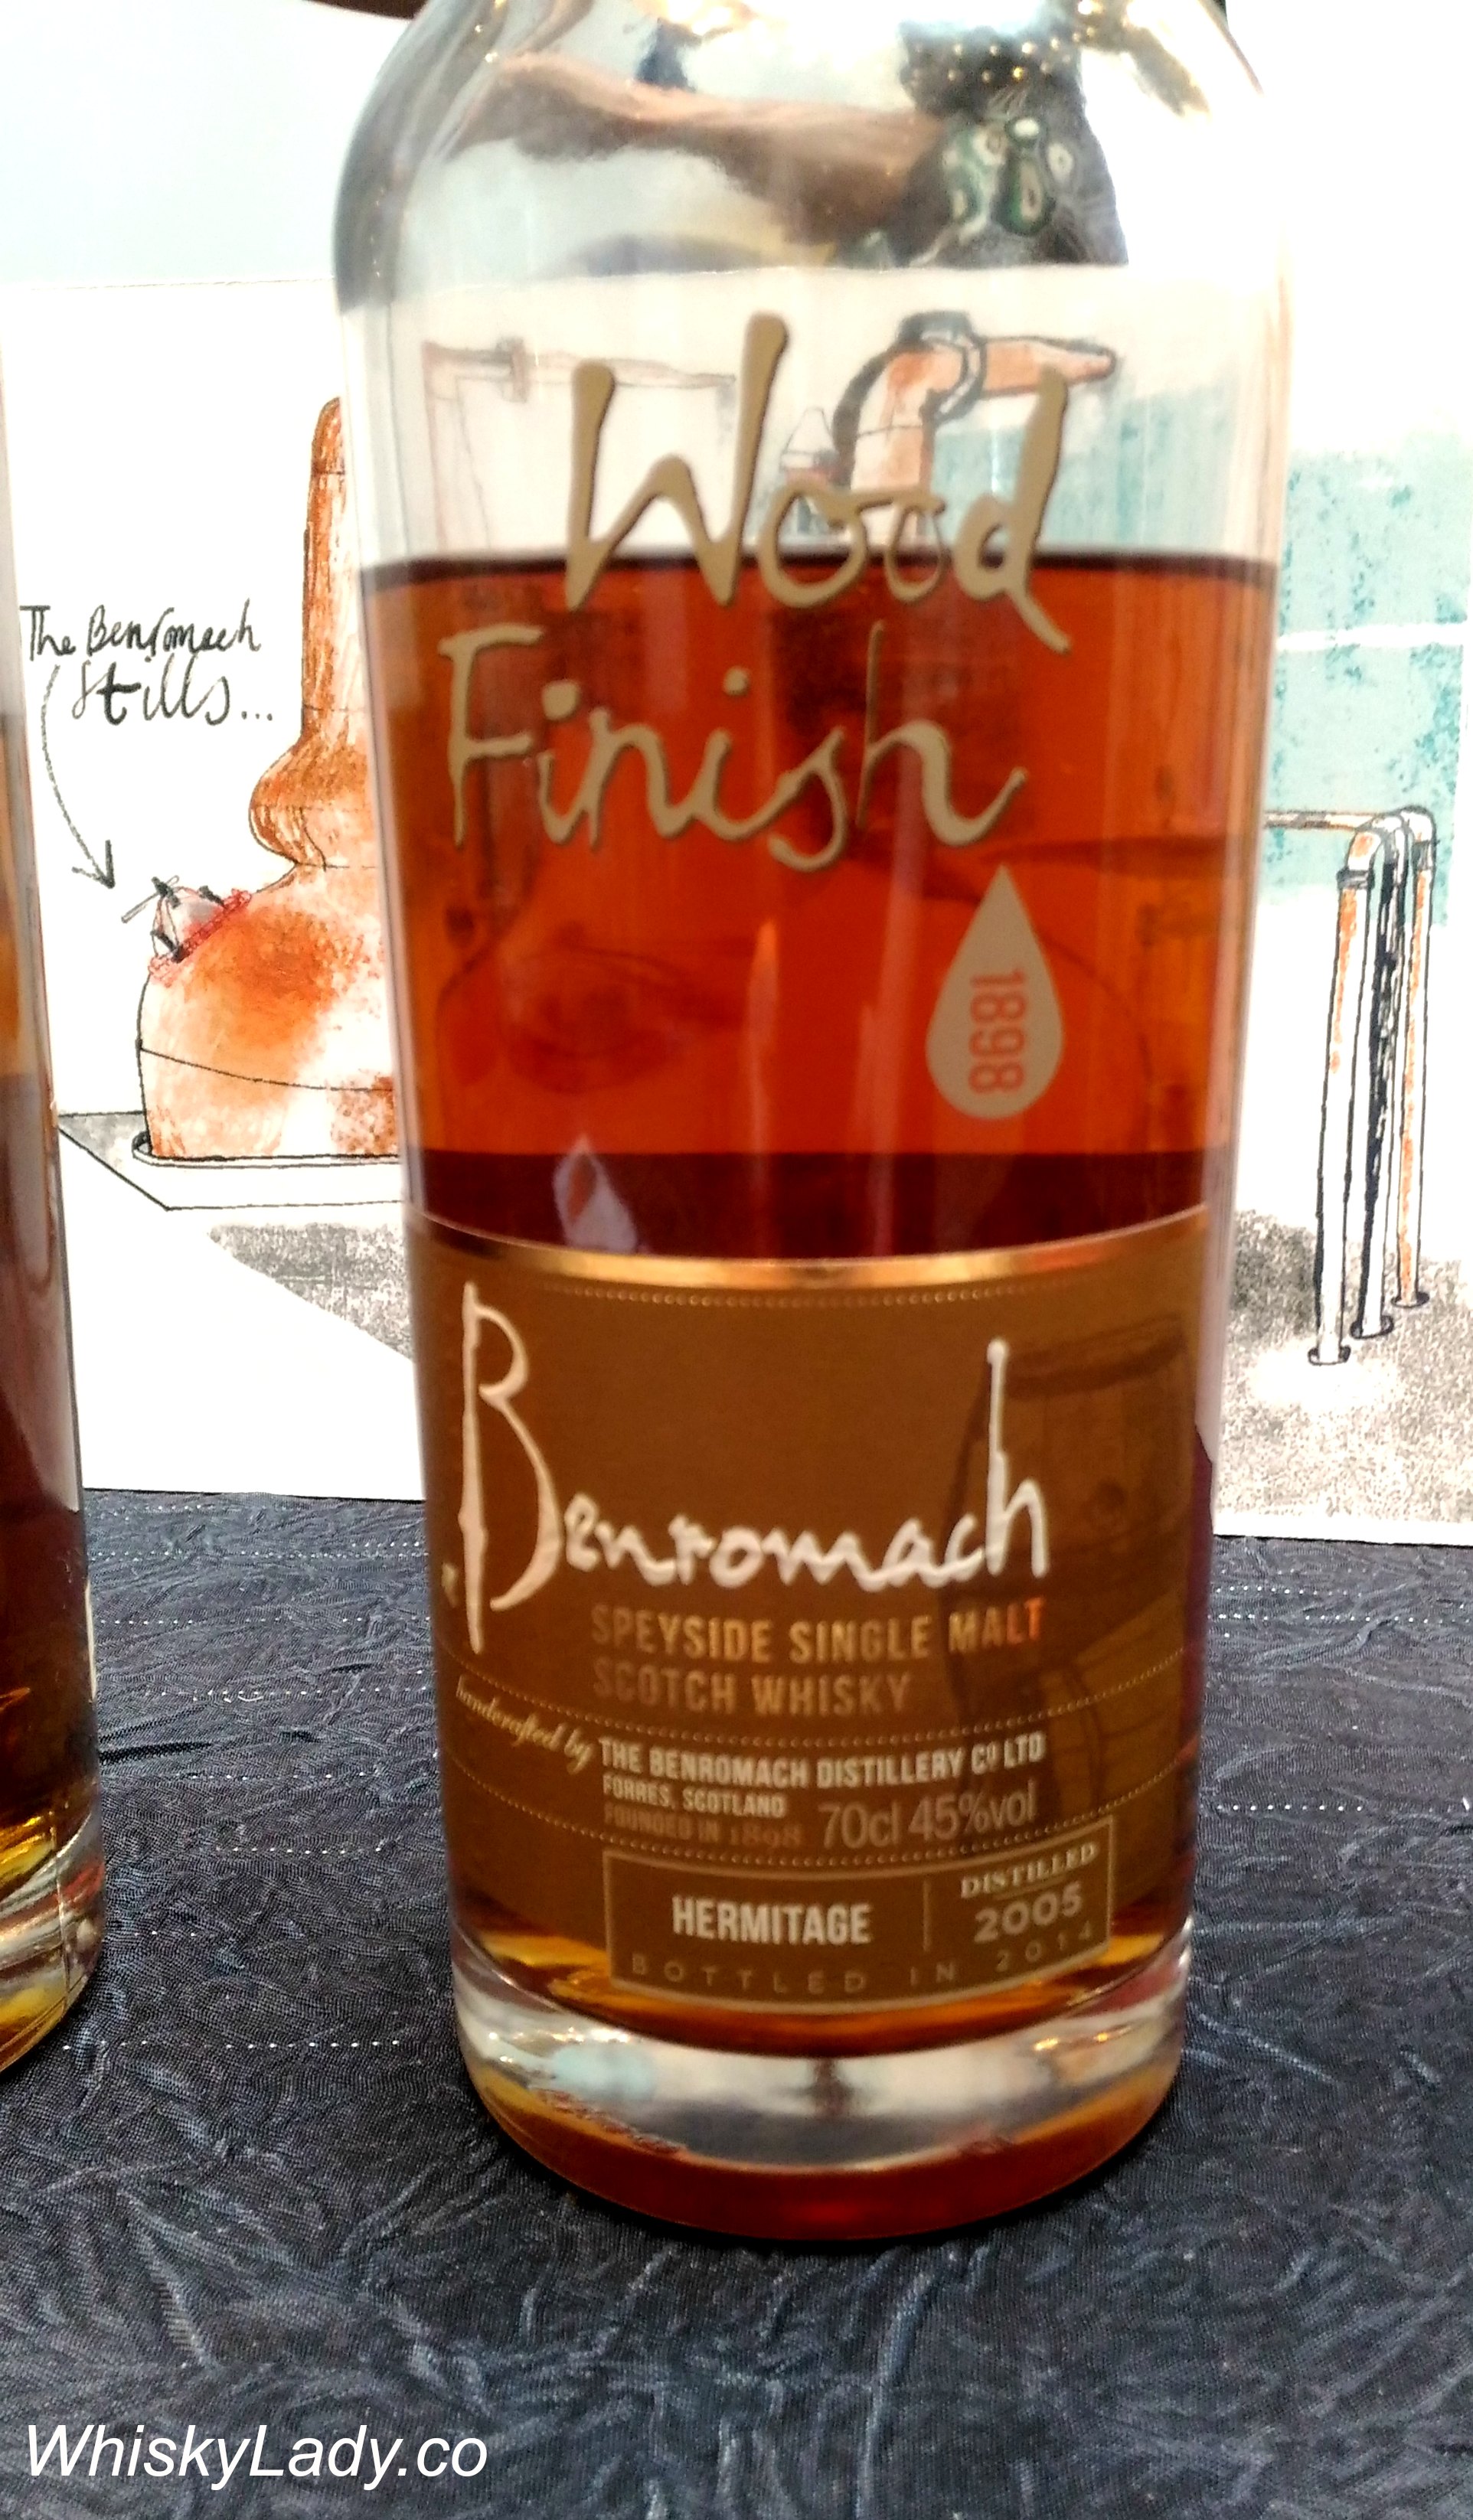 Wood
Finish
1898
The Benromach
Stills...
Benromach
SPEYSIDE SINGLE MALT
SCOTCH WHISKY
handcrafted by THE BENROMACH DISTILLERY Cº LTD
FORRES, SCOTLAND
FOUNDED IN 1898 70cl 45%vol
HERMITAGE
DISTILLED
2005
BOTTLED IN 2014
WhiskyLady.co